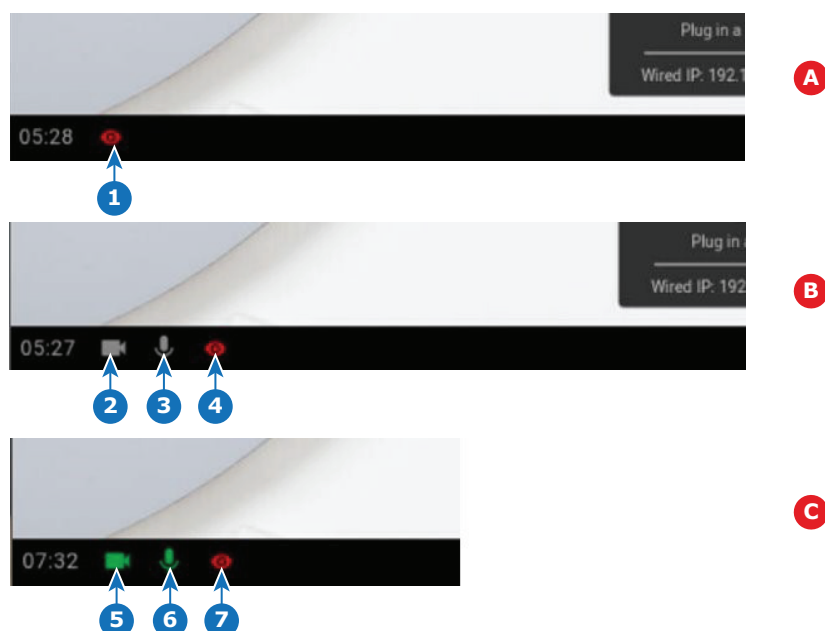 Plug in a
Wired IP: 192.1
A
05:28
1
Plug in
Wired IP: 192
B
05:27
2 3 4
C
07:32
5 6 7